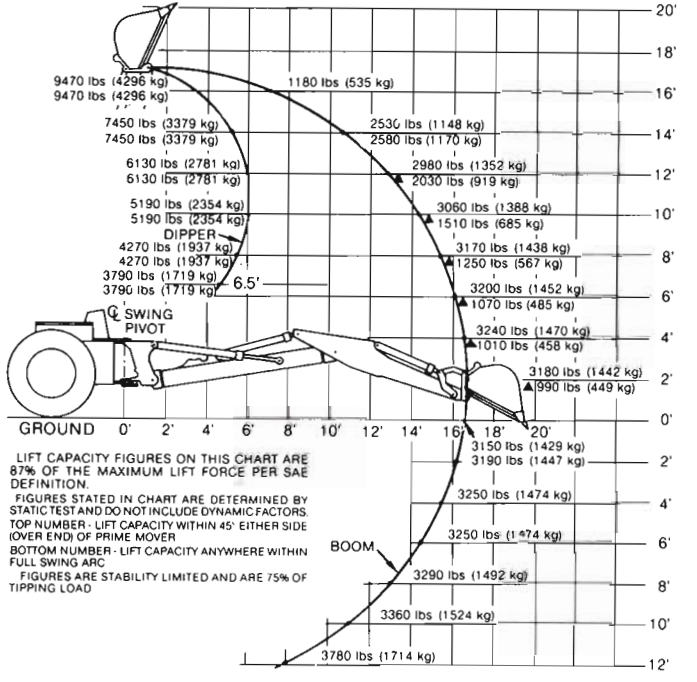 20'
18'
9470 lbs (4296 kg)
9470 lbs (4296 kg)
1180 lbs (535 kg)
16'
7450 lbs (3379 kg)
7450 lbs (3379 kg)
2530 lbs (1148 kg)
2580 lbs (1170 kg)
14'
6130 lbs (2781 kg)
6130 lbs (2781 kg)
2980 lbs (1352 kg)
2030 lbs (919 kg)
12'
5190 lbs (2354 kg)
5190 lbs (2354 kg)
3060 lbs (1388 kg)
1510 lbs (685 kg)
10'
DIPPER
4270 lbs (1937 kg)
4270 lbs (1937 kg)
3170 lbs (1438 kg)
1250 lbs (567 kg)
8'
3790 lbs (1719 kg)
3790 lbs (1719 kg)
6.5'
3200 lbs (1452 kg)
1070 lbs (485 kg)
6'
℄ SWING
PIVOT
3240 lbs (1470 kg)
1010 lbs (458 kg)
4'
3180 lbs (1442 kg)
990 lbs (449 kg)
2'
0'
GROUND 0' 2' 4' 6' 8' 10' 12' 14' 16' 18' 20'
3150 lbs (1429 kg)
3190 lbs (1447 kg)
2'
3250 lbs (1474 kg)
4'
3250 lbs (1474 kg)
6'
BOOM
3290 lbs (1492 kg)
8'
3360 lbs (1524 kg)
10'
3780 lbs (1714 kg)
12'
LIFT CAPACITY FIGURES ON THIS CHART ARE
87% OF THE MAXIMUM LIFT FORCE PER SAE
DEFINITION.
FIGURES STATED IN CHART ARE DETERMINED BY
STATIC TEST AND DO NOT INCLUDE DYNAMIC FACTORS.
TOP NUMBER - LIFT CAPACITY WITHIN 45° EITHER SIDE
(OVER END) OF PRIME MOVER
BOTTOM NUMBER - LIFT CAPACITY ANYWHERE WITHIN
FULL SWING ARC
FIGURES ARE STABILITY LIMITED AND ARE 75% OF
TIPPING LOAD